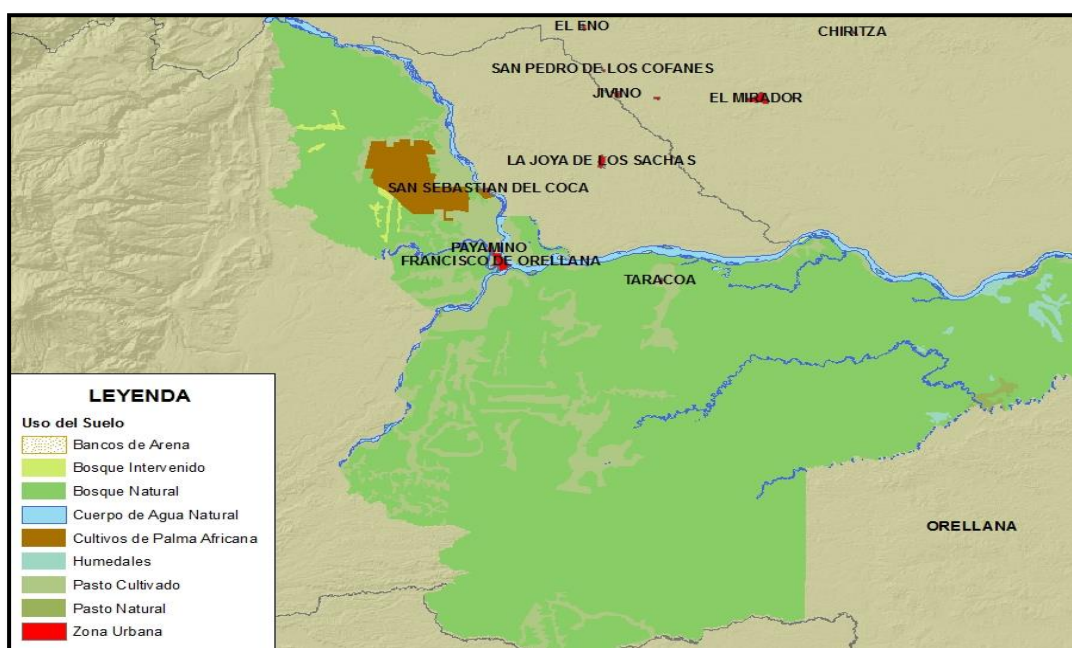 EL ENO
CHIRITZA
SAN PEDRO DE LOS COFANES
JIVINO
EL MIRADOR
LA JOYA DE LOS SACHAS
SAN SEBASTIAN DEL COCA
PAYAMINO
FRANCISCO DE ORELLANA
TARACOA
ORELLANA
LEYENDA
Uso del Suelo
Bancos de Arena
Bosque Intervenido
Bosque Natural
Cuerpo de Agua Natural
Cultivos de Palma Africana
Humedales
Pasto Cultivado
Pasto Natural
Zona Urbana